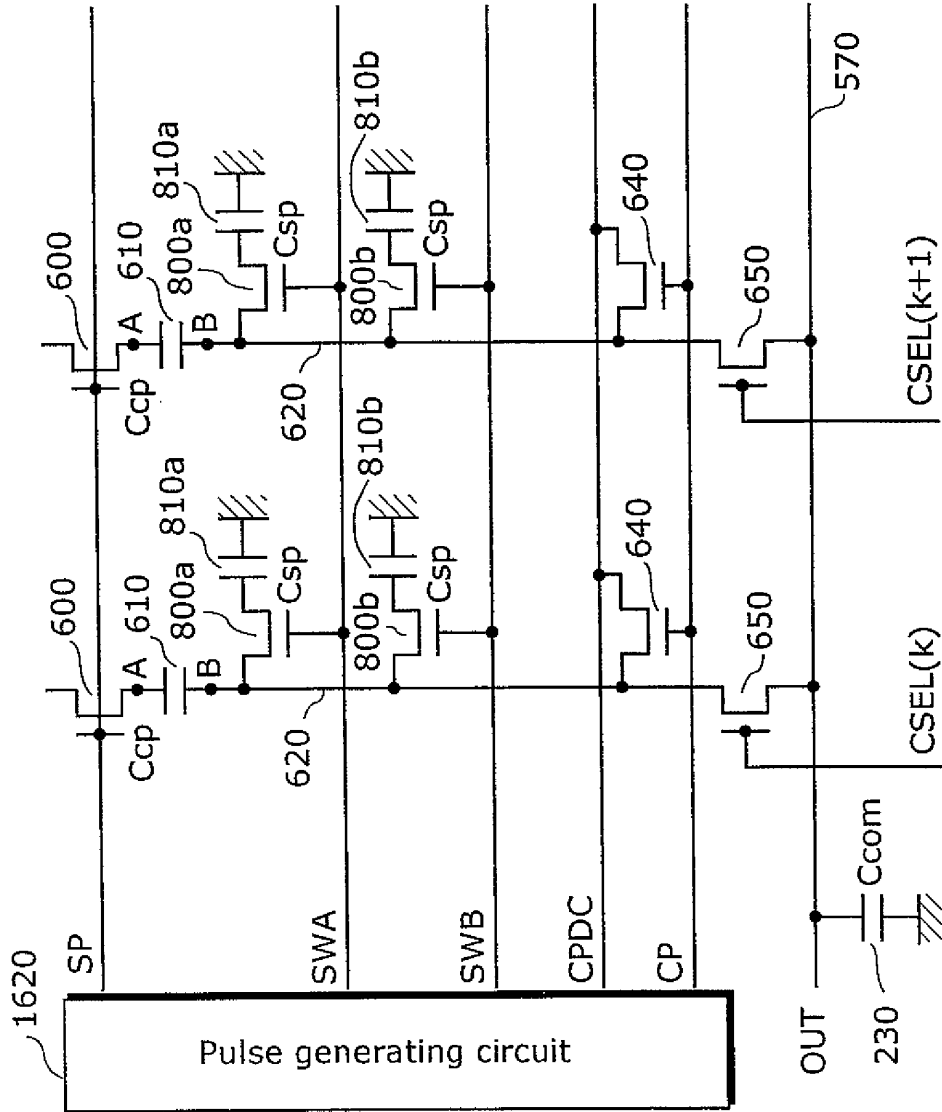 1620
Pulse generating circuit
SP
SWA
SWB
CPDC
CP
OUT
230
Ccom
600
A
610
Ccp
B
800a
810a
Csp
620
800b
810b
Csp
640
650
CSEL(k)
600
A
610
Ccp
B
800a
810a
Csp
620
800b
810b
Csp
640
650
CSEL(k+1)
570